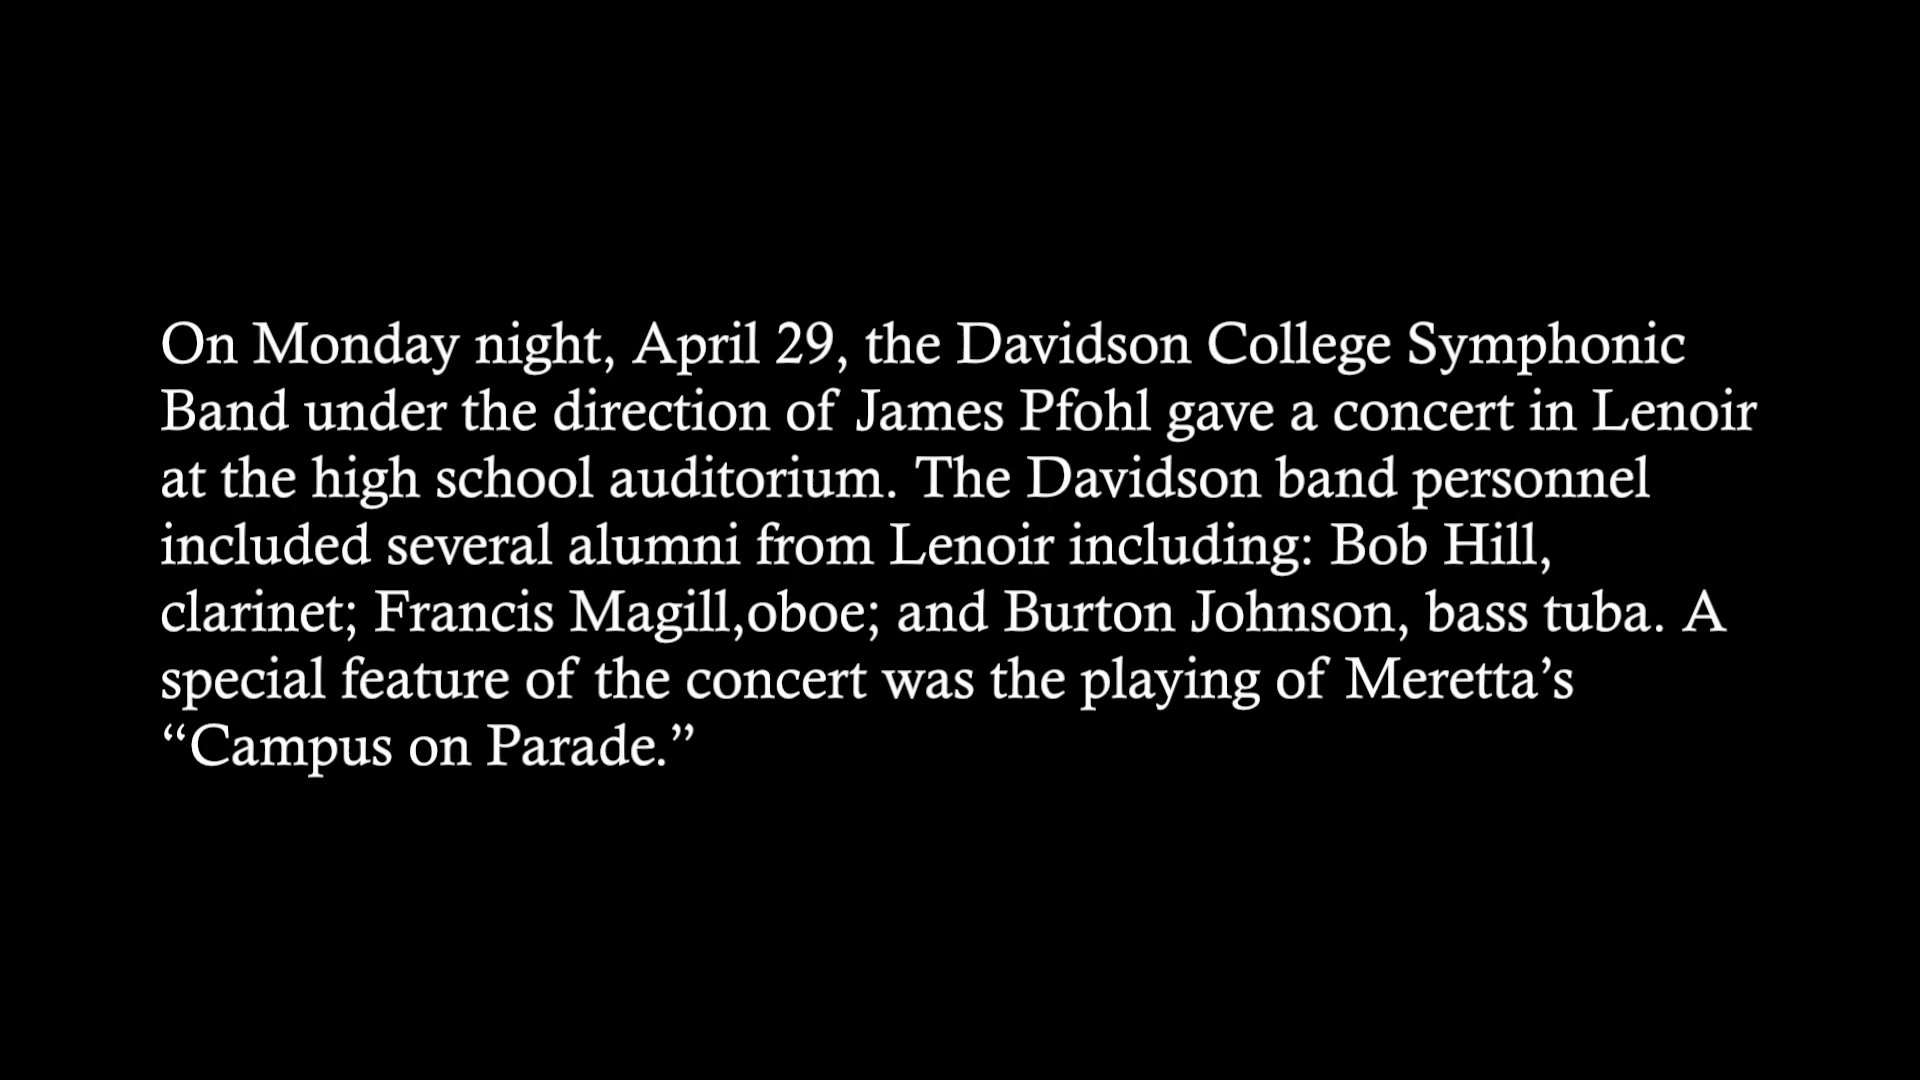 On Monday night, April 29, the Davidson College Symphonic
Band under the direction of James Pfohl gave a concert in Lenoir
at the high school auditorium. The Davidson band personnel
included several alumni from Lenoir including: Bob Hill,
clarinet; Francis Magill,oboe; and Burton Johnson, bass tuba. A
special feature of the concert was the playing of Meretta’s
“Campus on Parade.”